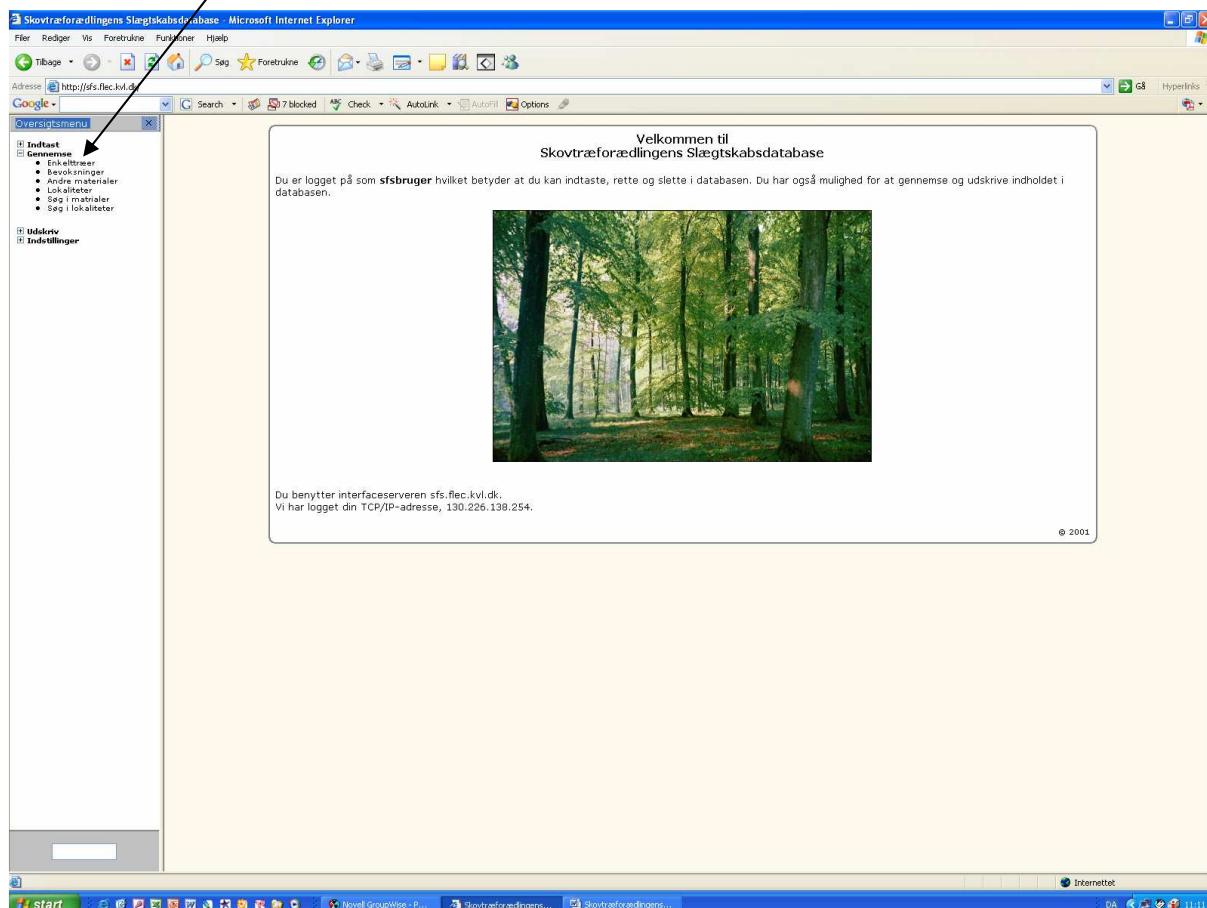 Skovtræforædlingens Slægtskabsdatabase - Microsoft Internet Explorer
Filer Rediger Vis Foretrukne Funktioner Hjælp
Tilbage Søg Foretrukne
Adresse http://sfs.flec.kvl.dk Gå Hyperlinks
Google Search 7 blocked Check AutoLink AutoFill Options
Oversigtsmenu
Indtast
Gennemse
Enkelttræer
Bevoksninger
Andre materialer
Lokaliteter
Søg i matrialer
Søg i lokaliteter
Udskriv
Indstillinger
Velkommen til
Skovtræforædlingens Slægtskabsdatabase
Du er logget på som sfsbruger hvilket betyder at du kan indtaste, rette og slette i databasen. Du har også mulighed for at gennemse og udskrive indholdet i
databasen.
Du benytter interfaceserveren sfs.flec.kvl.dk.
Vi har logget din TCP/IP-adresse, 130.226.138.254.
© 2001
Internettet
start Novell GroupWise - P... Skovtræforædlingens... Skovtræforædlingens... DA 11:11